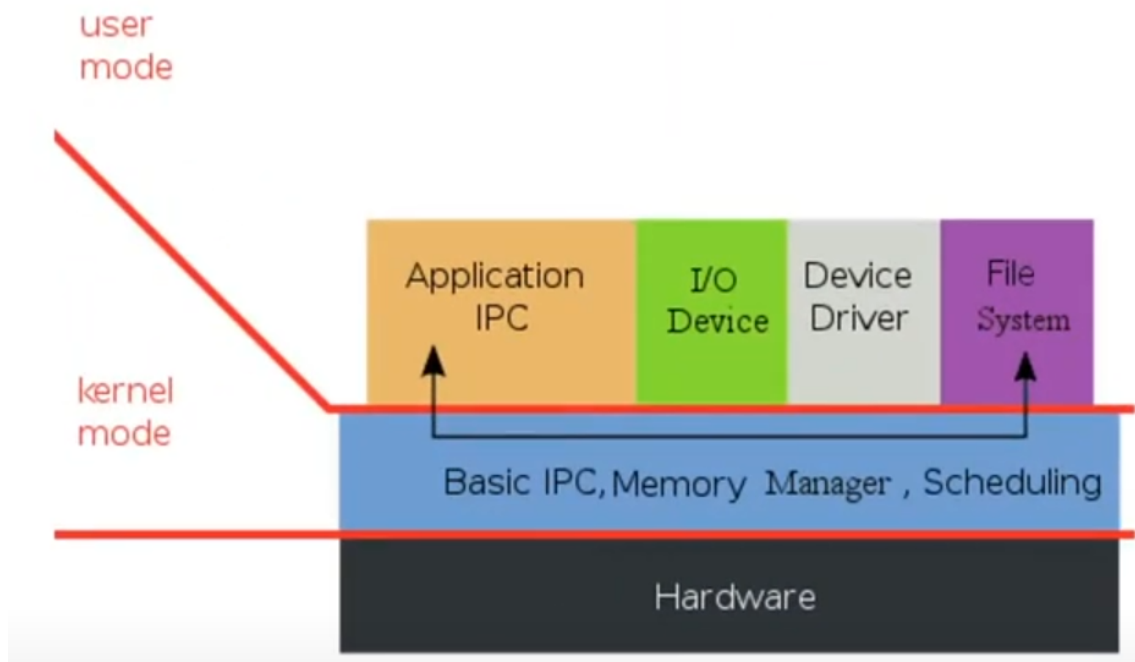 user
mode
Application
IPC
I/O
Device
Device
Driver
File
System
kernel
mode
Basic IPC, Memory Manager , Scheduling
Hardware